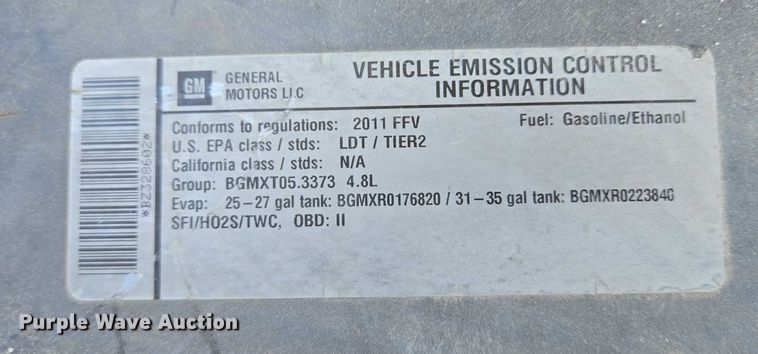 *BZ328602*
GM
GENERAL
MOTORS LLC
VEHICLE EMISSION CONTROL
INFORMATION
Conforms to regulations: 2011 FFV
Fuel: Gasoline/Ethanol
U.S. EPA class / stds: LDT / TIER2
California class / stds: N/A
Group: BGMXT05.3373 4.8L
Evap: 25-27 gal tank: BGMXR0176820 / 31-35 gal tank: BGMXR0223840
SFI/HO2S/TWC, OBD: II
Purple Wave Auction